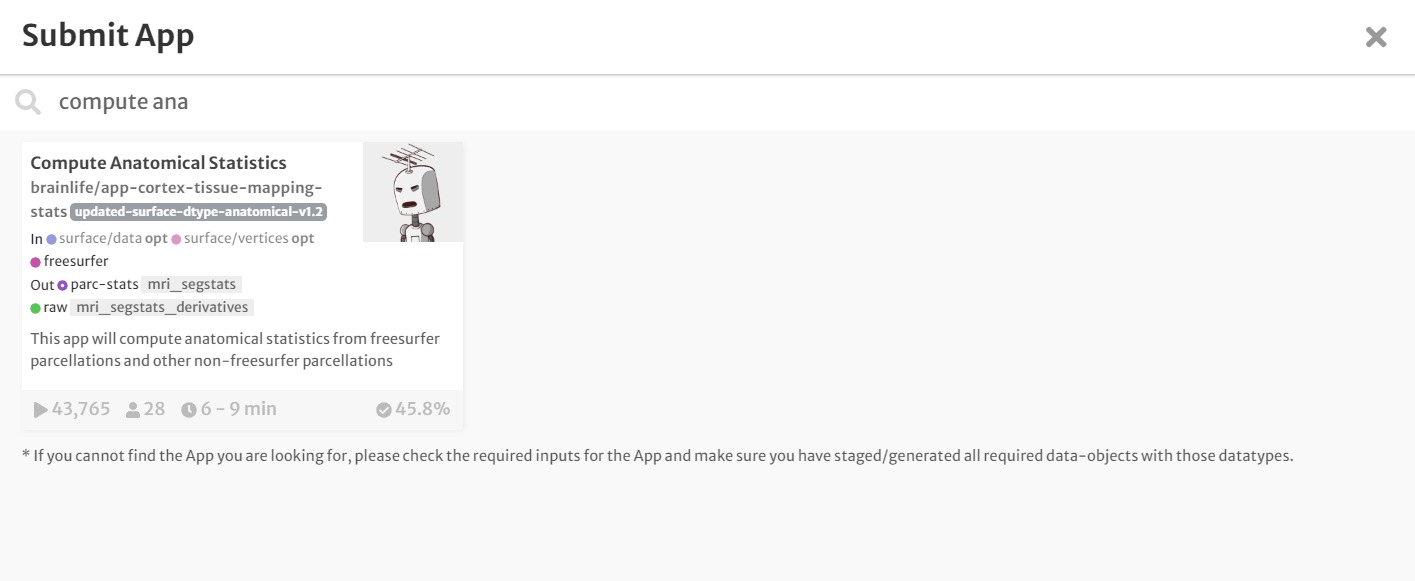 Submit App
compute ana
Compute Anatomical Statistics
brainlife/app-cortex-tissue-mapping-
stats updated-surface-dtype-anatomical-v1.2
In surface/data opt surface/vertices opt
freesurfer
Out parc-stats mri_segstats
raw mri_segstats_derivatives
This app will compute anatomical statistics from freesurfer
parcellations and other non-freesurfer parcellations
43,765 28 6 - 9 min 45.8%
* If you cannot find the App you are looking for, please check the required inputs for the App and make sure you have staged/generated all required data-objects with those datatypes.